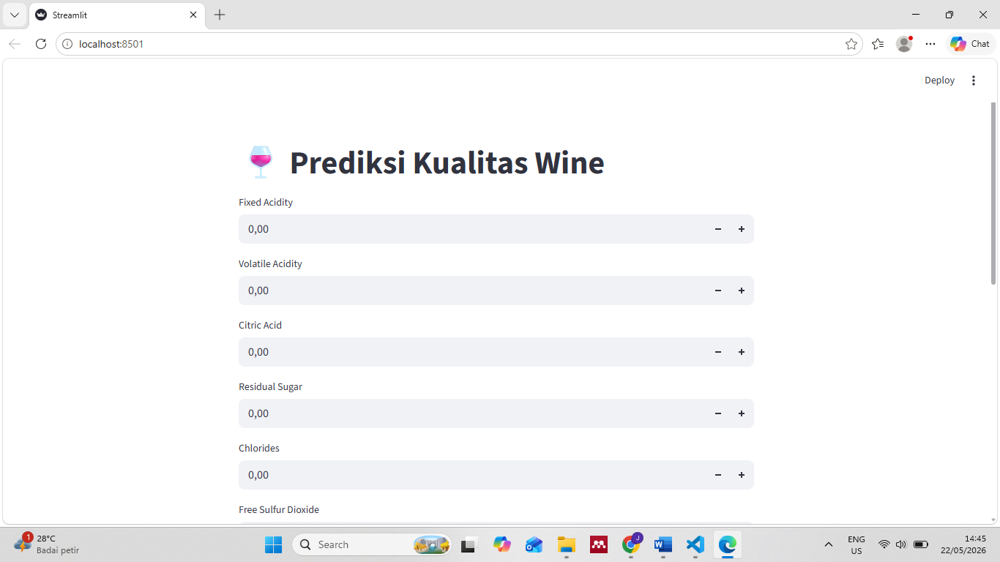 Streamlit
localhost:8501
Chat
Deploy
Prediksi Kualitas Wine
Fixed Acidity
0,00
Volatile Acidity
0,00
Citric Acid
0,00
Residual Sugar
0,00
Chlorides
0,00
Free Sulfur Dioxide
1
28°C
Badai petir
Search
J
ENG
US
14:45
22/05/2026